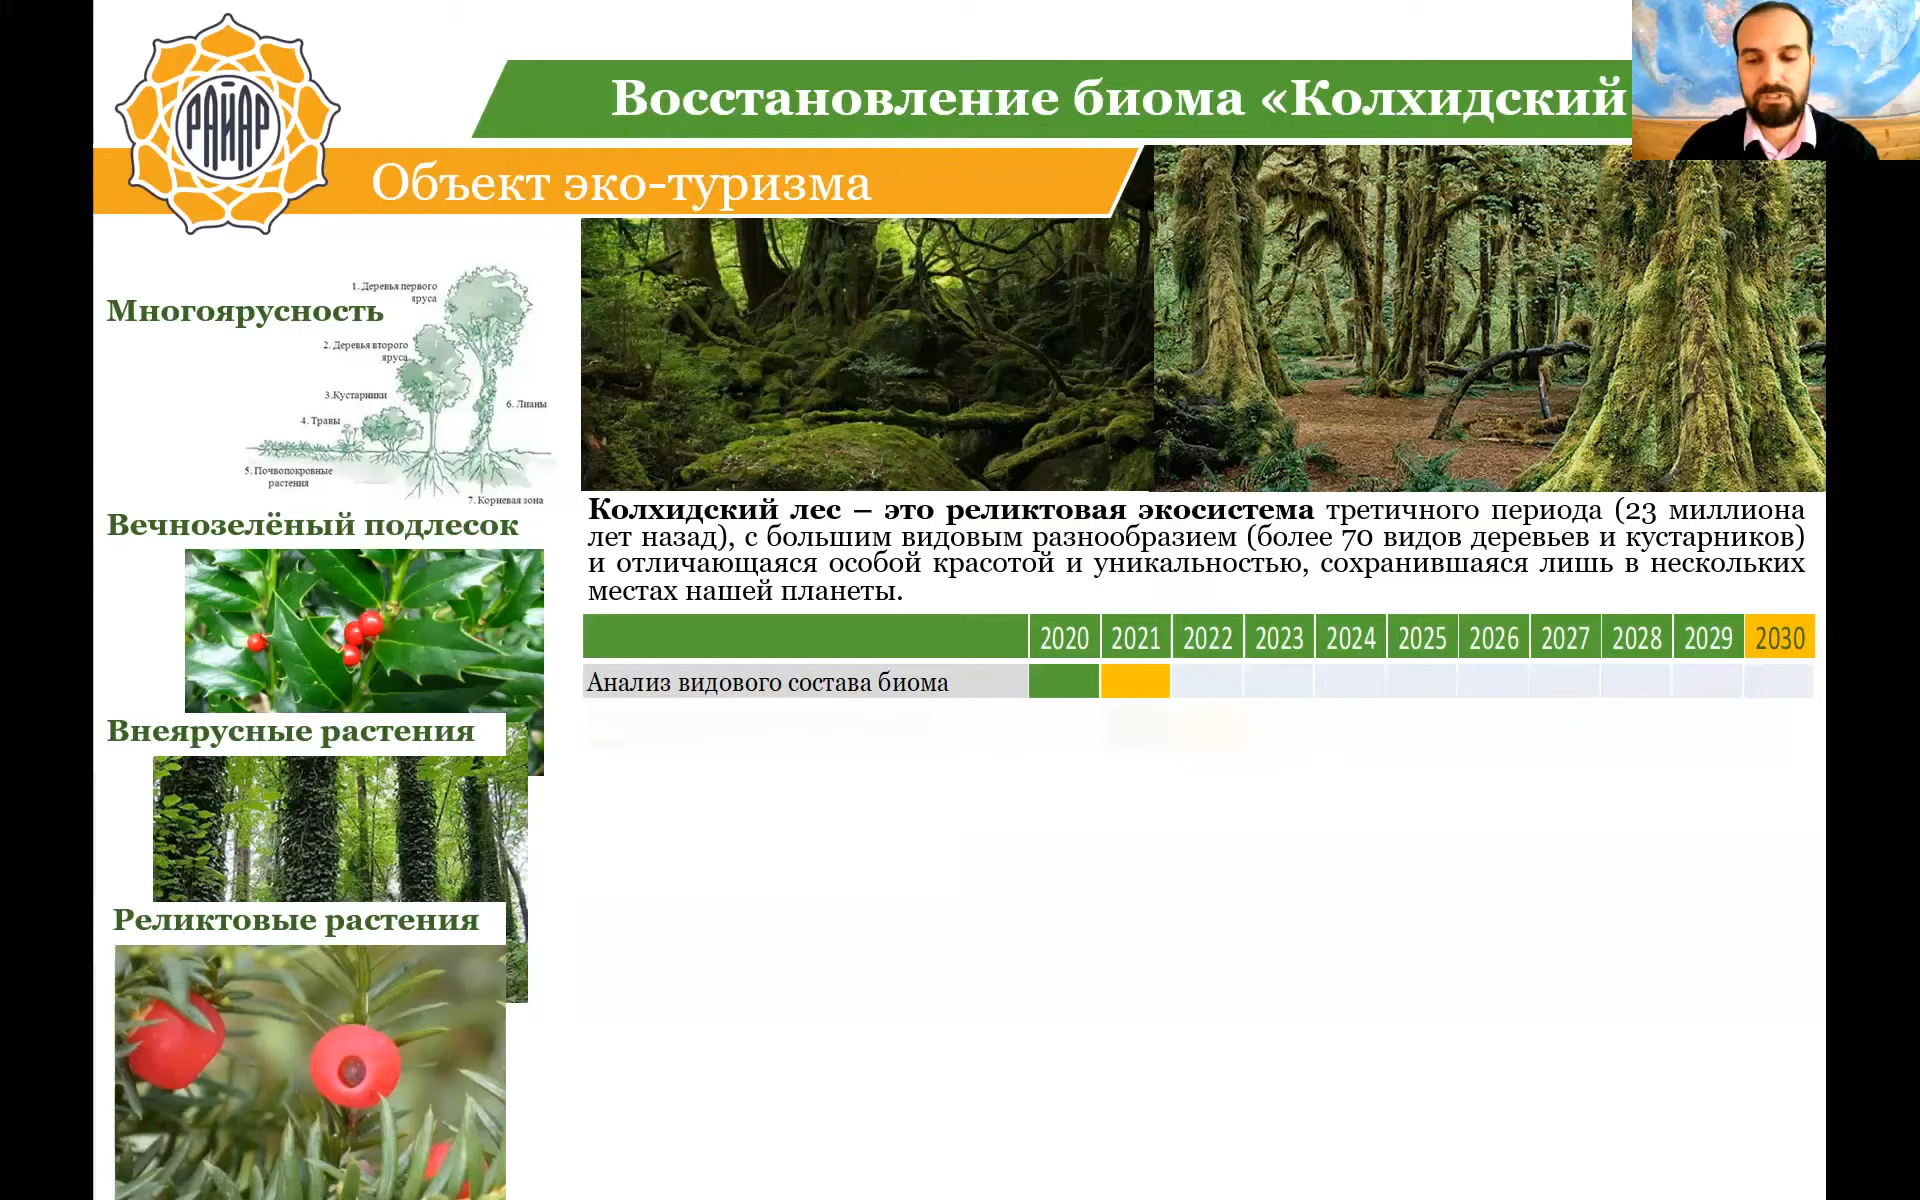 РАЙАР
Восстановление биома «Колхидский
Объект эко-туризма
Многоярусность
1. Деревья первого
яруса
2. Деревья второго
яруса
3.Кустарники
4. Травы
5. Почвопокровные
растения
6. Лианы
7. Корневая зона
Вечнозелёный подлесок
Внеярусные растения
Реликтовые растения
Колхидский лес – это реликтовая экосистема третичного периода (23 миллиона
лет назад), с большим видовым разнообразием (более 70 видов деревьев и кустарников)
и отличающаяся особой красотой и уникальностью, сохранившаяся лишь в нескольких
местах нашей планеты.
2020 2021 2022 2023 2024 2025 2026 2027 2028 2029 2030
Анализ видового состава биома